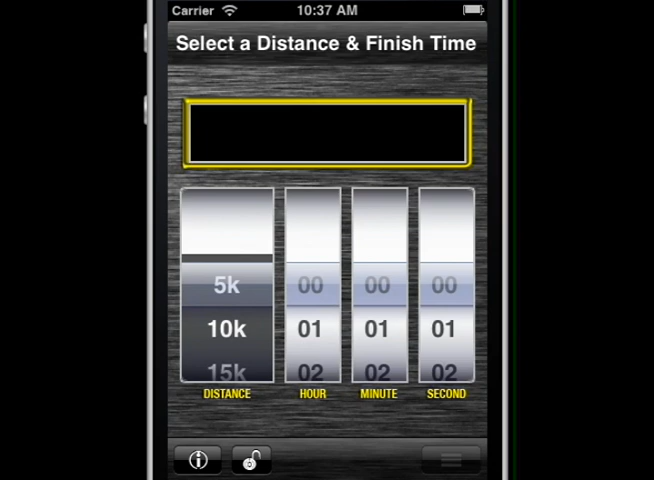 Carrier 10:37 AM
Select a Distance & Finish Time
5k 00 00 00
10k 01 01 01
15k 02 02 02
DISTANCE HOUR MINUTE SECOND